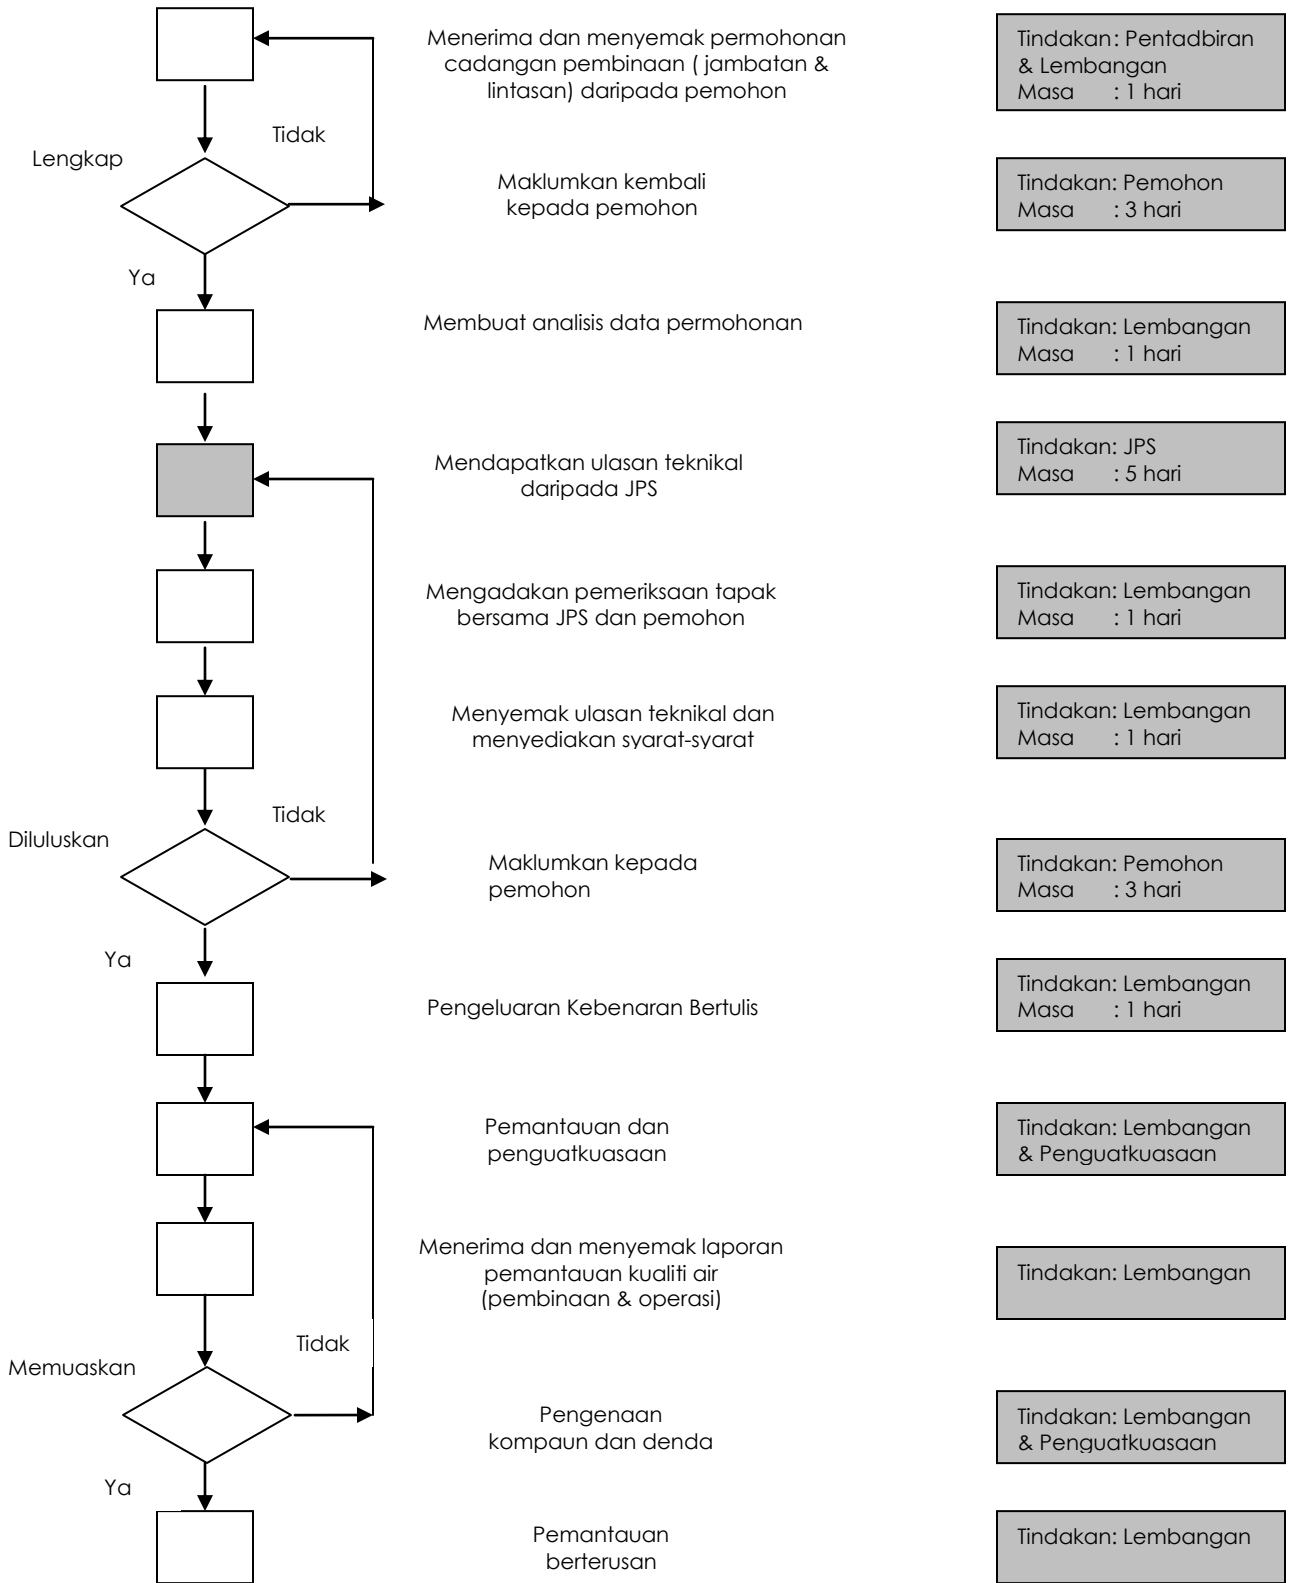 Menerima dan menyemak permohonan
cadangan pembinaan ( jambatan &
lintasan) daripada pemohon
Tindakan: Pentadbiran
& Lembangan
Masa : 1 hari
Tidak
Lengkap
Maklumkan kembali
kepada pemohon
Tindakan: Pemohon
Masa : 3 hari
Ya
Membuat analisis data permohonan
Tindakan: Lembangan
Masa : 1 hari
Mendapatkan ulasan teknikal
daripada JPS
Tindakan: JPS
Masa : 5 hari
Mengadakan pemeriksaan tapak
bersama JPS dan pemohon
Tindakan: Lembangan
Masa : 1 hari
Menyemak ulasan teknikal dan
menyediakan syarat-syarat
Tindakan: Lembangan
Masa : 1 hari
Tidak
Diluluskan
Maklumkan kepada
pemohon
Tindakan: Pemohon
Masa : 3 hari
Ya
Pengeluaran Kebenaran Bertulis
Tindakan: Lembangan
Masa : 1 hari
Pemantauan dan
penguatkuasaan
Tindakan: Lembangan
& Penguatkuasaan
Menerima dan menyemak laporan
pemantauan kualiti air
(pembinaan & operasi)
Tindakan: Lembangan
Tidak
Memuaskan
Pengenaan
kompaun dan denda
Tindakan: Lembangan
& Penguatkuasaan
Ya
Pemantauan
berterusan
Tindakan: Lembangan